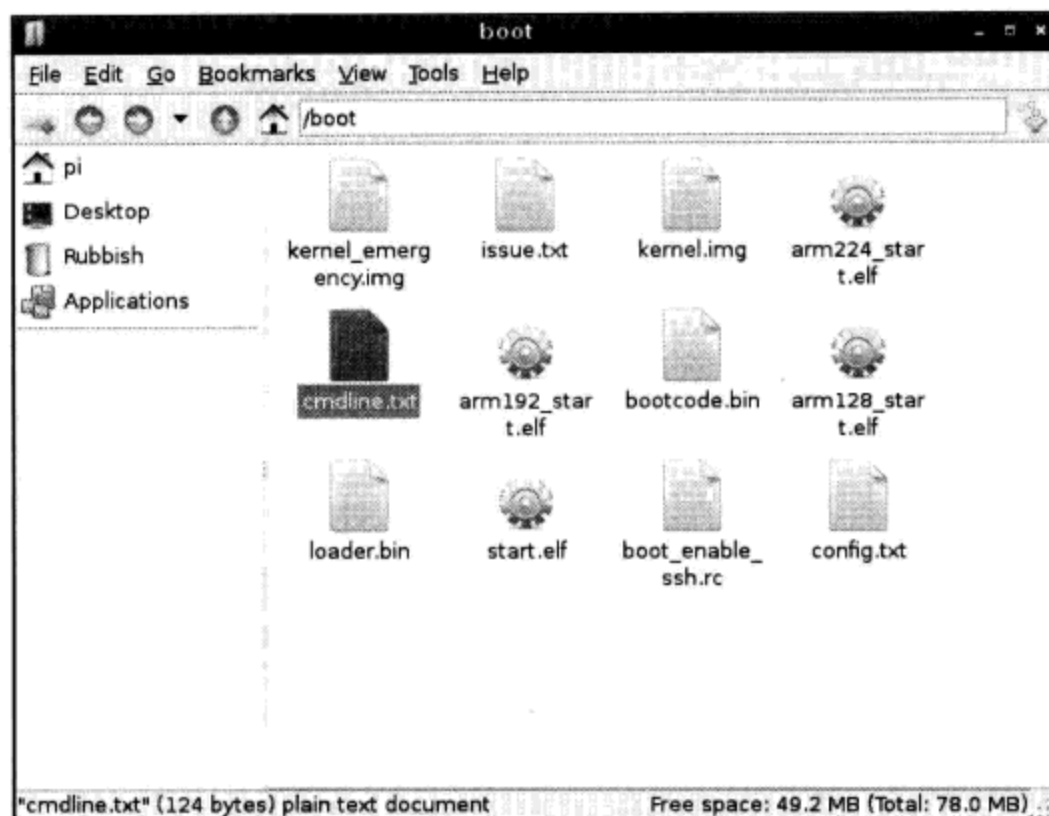 boot
File Edit Go Bookmarks View Tools Help
/boot
pi
Desktop
Rubbish
Applications
kernel_emerg
ency.img
issue.txt
kernel.img
arm224_star
t.elf
cmdline.txt
arm192_star
t.elf
bootcode.bin
arm128_star
t.elf
loader.bin
start.elf
boot_enable_
ssh.rc
config.txt
"cmdline.txt" (124 bytes) plain text document
Free space: 49.2 MB (Total: 78.0 MB)